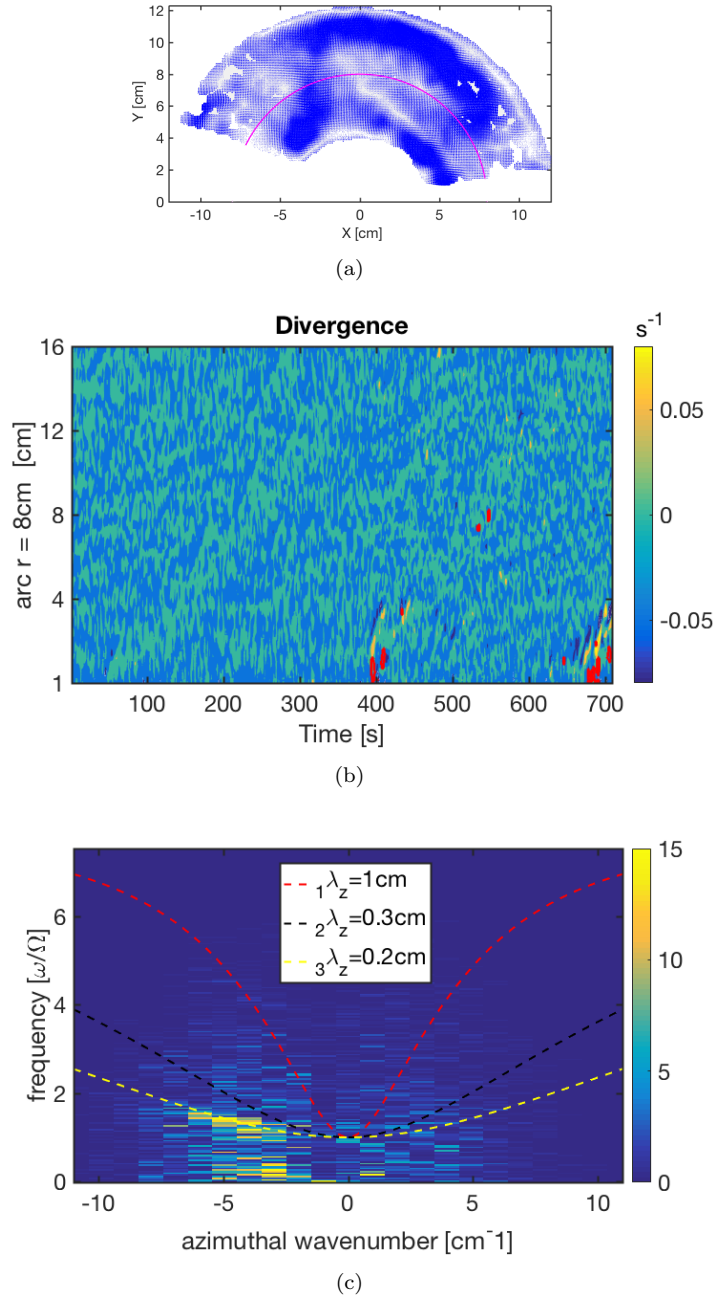 12
10
8
6
4
2
0
Y [cm]
-10 -5 0 5 10
X [cm]
(a)
Divergence
s-1
16
12
8
4
1
arc r = 8cm [cm]
0.05
0
-0.05
100 200 300 400 500 600 700
Time [s]
(b)
6
4
2
0
frequency [ω/Ω]
1λz=1cm
2λz=0.3cm
3λz=0.2cm
15
10
5
0
-10 -5 0 5 10
azimuthal wavenumber [cm-1]
(c)